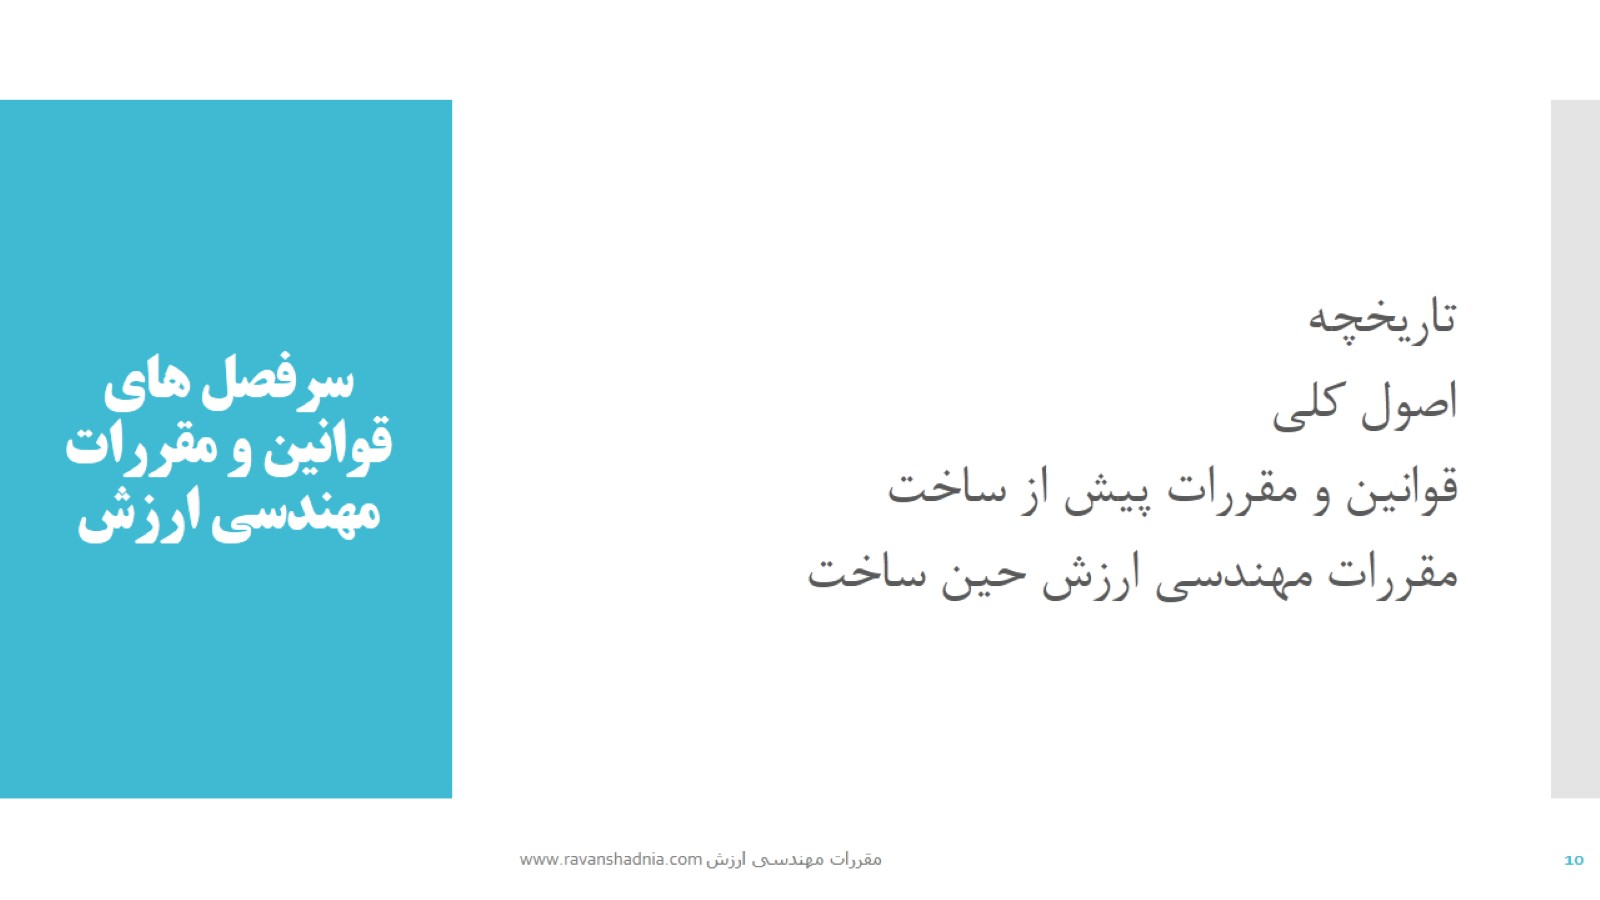 سرفصل های
قوانین و مقررات
مهندسی ارزش
تاریخچه
اصول کلی
قوانین و مقررات پیش از ساخت
مقررات مهندسی ارزش حین ساخت
مقررات مهندسی ارزش www.ravanshadnia.com
10